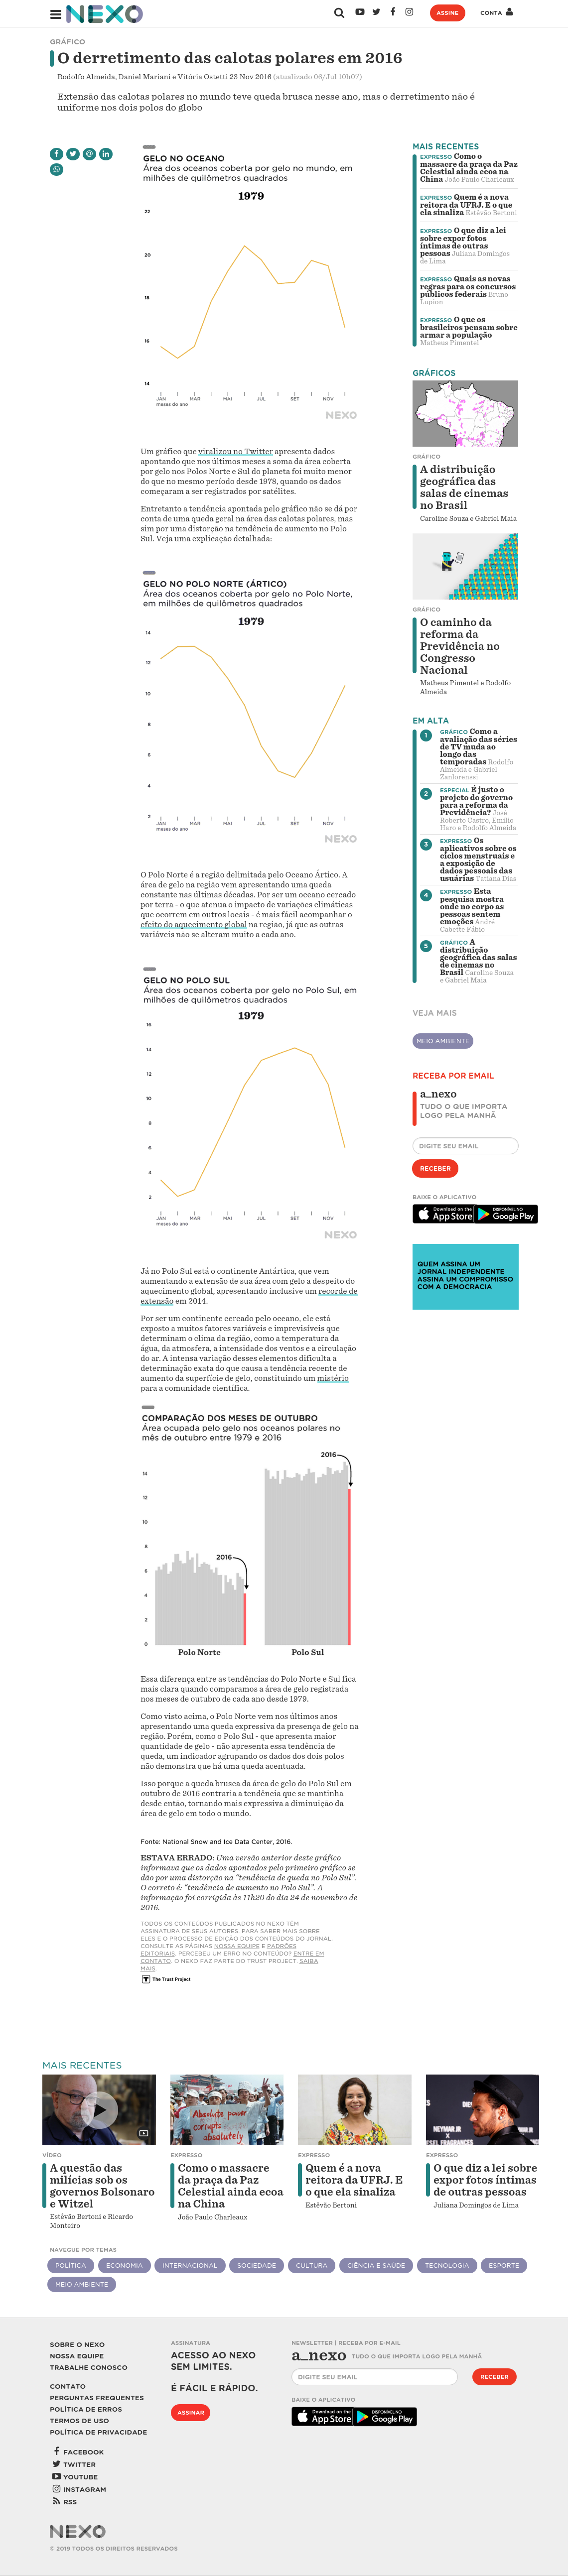 NEXO
ASSINE
CONTA
GRÁFICO
O derretimento das calotas polares em 2016
Rodolfo Almeida, Daniel Mariani e Vitória Ostetti 23 Nov 2016 (atualizado 06/Jul 10h07)
Extensão das calotas polares no mundo teve queda brusca nesse ano, mas o derretimento não é
uniforme nos dois polos do globo
GELO NO OCEANO
Área dos oceanos coberta por gelo no mundo, em
milhões de quilômetros quadrados
1979
22
20
18
16
14
JAN MAR MAI JUL SET NOV
meses do ano
NEXO
Um gráfico que viralizou no Twitter apresenta dados
apontando que nos últimos meses a soma da área coberta
por gelo nos Polos Norte e Sul do planeta foi muito menor
do que no mesmo período desde 1978, quando os dados
começaram a ser registrados por satélites.
Entretanto a tendência apontada pelo gráfico não se dá por
conta de uma queda geral na área das calotas polares, mas
sim por uma distorção na tendência de aumento no Polo
Sul. Veja uma explicação detalhada:
GELO NO POLO NORTE (ÁRTICO)
Área dos oceanos coberta por gelo no Polo Norte,
em milhões de quilômetros quadrados
1979
14
12
10
8
6
4
2
JAN MAR MAI JUL SET NOV
meses do ano
NEXO
O Polo Norte é a região delimitada pelo Oceano Ártico. A
área de gelo na região vem apresentando uma queda
constante nas últimas décadas. Por ser um oceano cercado
por terra - o que atenua o impacto de variações climáticas
que ocorrem em outros locais - é mais fácil acompanhar o
efeito do aquecimento global na região, já que as outras
variáveis não se alteram muito a cada ano.
GELO NO POLO SUL
Área dos oceanos coberta por gelo no Polo Sul, em
milhões de quilômetros quadrados
1979
16
14
12
10
8
6
4
2
JAN MAR MAI JUL SET NOV
meses do ano
NEXO
Já no Polo Sul está o continente Antártica, que vem
aumentando a extensão de sua área com gelo a despeito do
aquecimento global, apresentando inclusive um recorde de
extensão em 2014.
Por ser um continente cercado pelo oceano, ele está
exposto a muitos fatores variáveis e imprevisíveis que
determinam o clima da região, como a temperatura da
água, da atmosfera, a intensidade dos ventos e a circulação
do ar. A intensa variação desses elementos dificulta a
determinação exata do que causa a tendência recente de
aumento da superfície de gelo, constituindo um mistério
para a comunidade científica.
COMPARAÇÃO DOS MESES DE OUTUBRO
Área ocupada pelo gelo nos oceanos polares no
mês de outubro entre 1979 e 2016
2016
14
12
10
8
2016
6
4
2
0
Polo Norte Polo Sul
Essa diferença entre as tendências do Polo Norte e Sul fica
mais clara quando comparamos a área de gelo registrada
nos meses de outubro de cada ano desde 1979.
Como visto acima, o Polo Norte vem nos últimos anos
apresentando uma queda expressiva da presença de gelo na
região. Porém, como o Polo Sul - que apresenta maior
quantidade de gelo - não apresenta essa tendência de
queda, um indicador agrupando os dados dos dois polos
não demonstra que há uma queda acentuada.
Isso porque a queda brusca da área de gelo do Polo Sul em
outubro de 2016 contraria a tendência que se mantinha
desde então, tornando mais expressiva a diminuição da
área de gelo em todo o mundo.
Fonte: National Snow and Ice Data Center, 2016.
ESTAVA ERRADO: Uma versão anterior deste gráfico
informava que os dados apontados pelo primeiro gráfico se
dão por uma distorção na “tendência de queda no Polo Sul”.
O correto é: “tendência de aumento no Polo Sul”. A
informação foi corrigida às 11h20 do dia 24 de novembro de
2016.
TODOS OS CONTEÚDOS PUBLICADOS NO NEXO TÊM
ASSINATURA DE SEUS AUTORES. PARA SABER MAIS SOBRE
ELES E O PROCESSO DE EDIÇÃO DOS CONTEÚDOS DO JORNAL,
CONSULTE AS PÁGINAS NOSSA EQUIPE E PADRÕES
EDITORIAIS. PERCEBEU UM ERRO NO CONTEÚDO? ENTRE EM
CONTATO. O NEXO FAZ PARTE DO TRUST PROJECT. SAIBA
MAIS.
The Trust Project
MAIS RECENTES
EXPRESSO Como o
massacre da praça da Paz
Celestial ainda ecoa na
China João Paulo Charleaux
EXPRESSO Quem é a nova
reitora da UFRJ. E o que
ela sinaliza Estêvão Bertoni
EXPRESSO O que diz a lei
sobre expor fotos
íntimas de outras
pessoas Juliana Domingos
de Lima
EXPRESSO Quais as novas
regras para os concursos
públicos federais Bruno
Lupion
EXPRESSO O que os
brasileiros pensam sobre
armar a população
Matheus Pimentel
GRÁFICOS
GRÁFICO
A distribuição
geográfica das
salas de cinemas
no Brasil
Caroline Souza e Gabriel Maia
GRÁFICO
O caminho da
reforma da
Previdência no
Congresso
Nacional
Matheus Pimentel e Rodolfo
Almeida
EM ALTA
1 GRÁFICO Como a
avaliação das séries
de TV muda ao
longo das
temporadas Rodolfo
Almeida e Gabriel
Zanlorenssi
2 ESPECIAL É justo o
projeto do governo
para a reforma da
Previdência? José
Roberto Castro, Emilio
Haro e Rodolfo Almeida
3 EXPRESSO Os
aplicativos sobre os
ciclos menstruais e
a exposição de
dados pessoais das
usuárias Tatiana Dias
4 EXPRESSO Esta
pesquisa mostra
onde no corpo as
pessoas sentem
emoções André
Cabette Fábio
5 GRÁFICO A
distribuição
geográfica das salas
de cinemas no
Brasil Caroline Souza
e Gabriel Maia
VEJA MAIS
MEIO AMBIENTE
RECEBA POR EMAIL
a_nexo
TUDO O QUE IMPORTA
LOGO PELA MANHÃ
DIGITE SEU EMAIL
RECEBER
BAIXE O APLICATIVO
Download on the
App Store
DISPONÍVEL NO
Google Play
QUEM ASSINA UM
JORNAL INDEPENDENTE
ASSINA UM COMPROMISSO
COM A DEMOCRACIA
MAIS RECENTES
Absolute power
corrupts
absolutely
NEYMAR JR
VÍDEO
A questão das
milícias sob os
governos Bolsonaro
e Witzel
Estêvão Bertoni e Ricardo
Monteiro
EXPRESSO
Como o massacre
da praça da Paz
Celestial ainda ecoa
na China
João Paulo Charleaux
EXPRESSO
Quem é a nova
reitora da UFRJ. E
o que ela sinaliza
Estêvão Bertoni
EXPRESSO
O que diz a lei sobre
expor fotos íntimas
de outras pessoas
Juliana Domingos de Lima
NAVEGUE POR TEMAS
POLÍTICA ECONOMIA INTERNACIONAL SOCIEDADE CULTURA CIÊNCIA E SAÚDE TECNOLOGIA ESPORTE
MEIO AMBIENTE
SOBRE O NEXO
NOSSA EQUIPE
TRABALHE CONOSCO
CONTATO
PERGUNTAS FREQUENTES
POLÍTICA DE ERROS
TERMOS DE USO
POLÍTICA DE PRIVACIDADE
FACEBOOK
TWITTER
YOUTUBE
INSTAGRAM
RSS
ASSINATURA
ACESSO AO NEXO
SEM LIMITES.
É FÁCIL E RÁPIDO.
ASSINAR
NEWSLETTER | RECEBA POR E-MAIL
a_nexo TUDO O QUE IMPORTA LOGO PELA MANHÃ
DIGITE SEU EMAIL
RECEBER
BAIXE O APLICATIVO
Download on the
App Store
DISPONÍVEL NO
Google Play
NEXO
© 2019 TODOS OS DIREITOS RESERVADOS